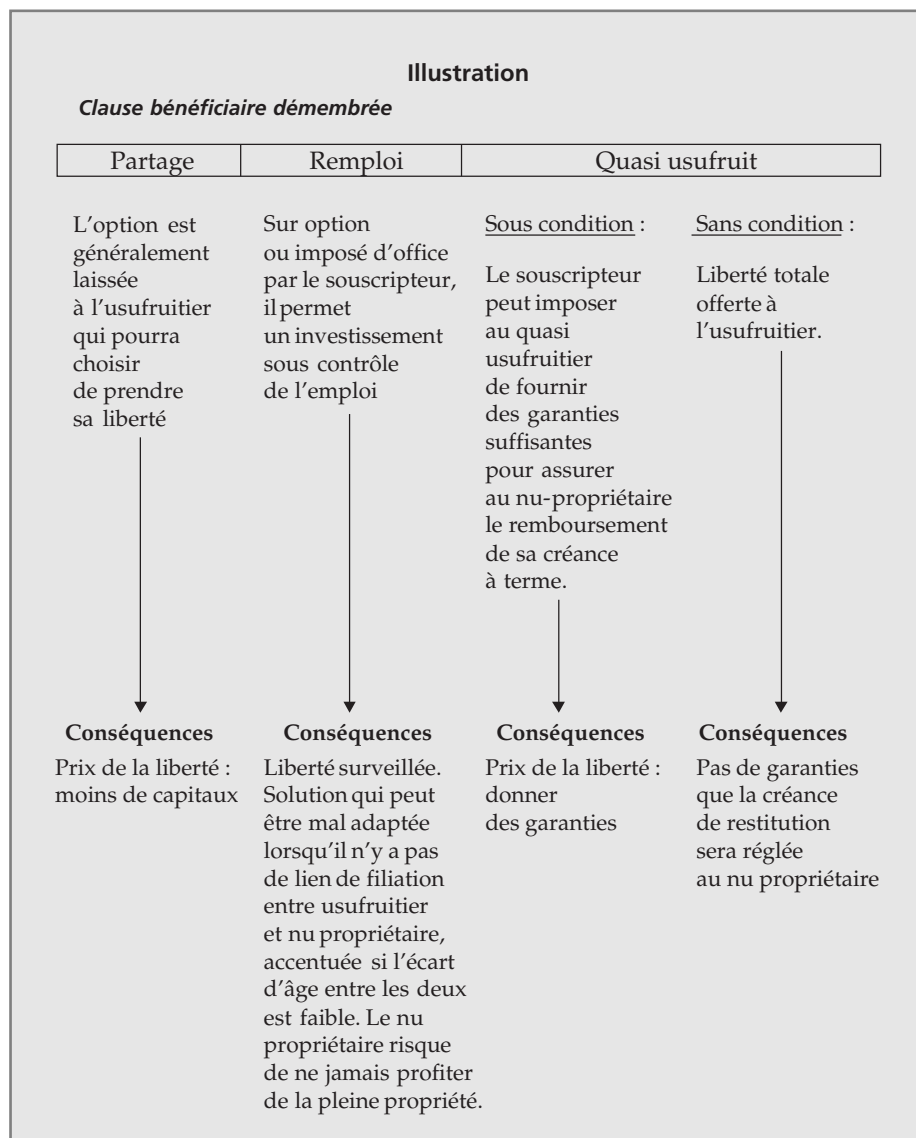 Illustration
Clause bénéficiaire démembrée
Partage
Remploi
Quasi usufruit
L’option est
généralement
laissée
à l’usufruitier
qui pourra
choisir
de prendre
sa liberté
Sur option
ou imposé d’office
par le souscripteur,
il permet
un investissement
sous contrôle
de l’emploi
Sous condition :
Le souscripteur
peut imposer
au quasi
usufruitier
de fournir
des garanties
suffisantes
pour assurer
au nu-propriétaire
le remboursement
de sa créance
à terme.
Sans condition :
Liberté totale
offerte à
l’usufruitier.
Conséquences
Prix de la liberté :
moins de capitaux
Conséquences
Liberté surveillée.
Solution qui peut
être mal adaptée
lorsqu’il n’y a pas
de lien de filiation
entre usufruitier
et nu propriétaire,
accentuée si l’écart
d’âge entre les deux
est faible. Le nu
propriétaire risque
de ne jamais profiter
de la pleine propriété.
Conséquences
Prix de la liberté :
donner
des garanties
Conséquences
Pas de garanties
que la créance
de restitution
sera réglée
au nu propriétaire